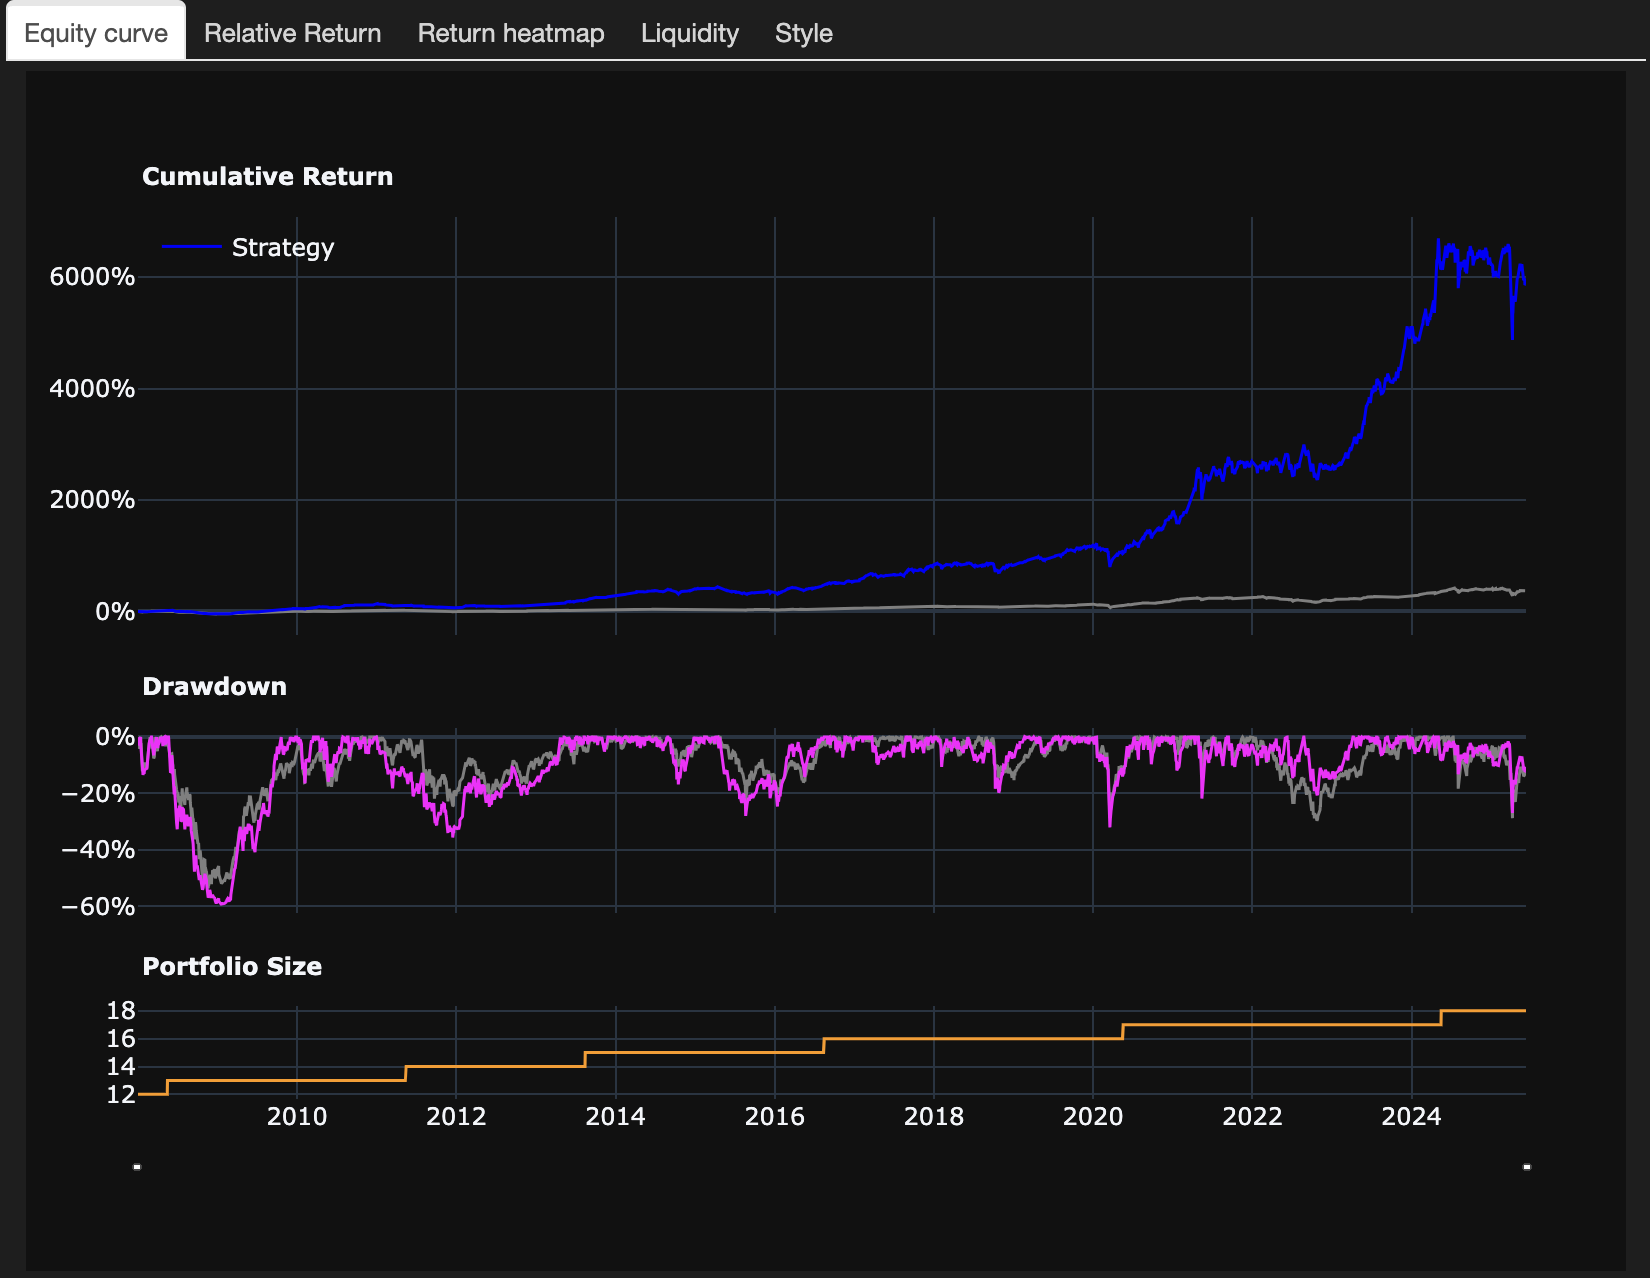 Equity curve Relative Return Return heatmap Liquidity Style
Cumulative Return
Strategy
6000%
4000%
2000%
0%
Drawdown
0%
−20%
−40%
−60%
Portfolio Size
18
16
14
12
2010 2012 2014 2016 2018 2020 2022 2024